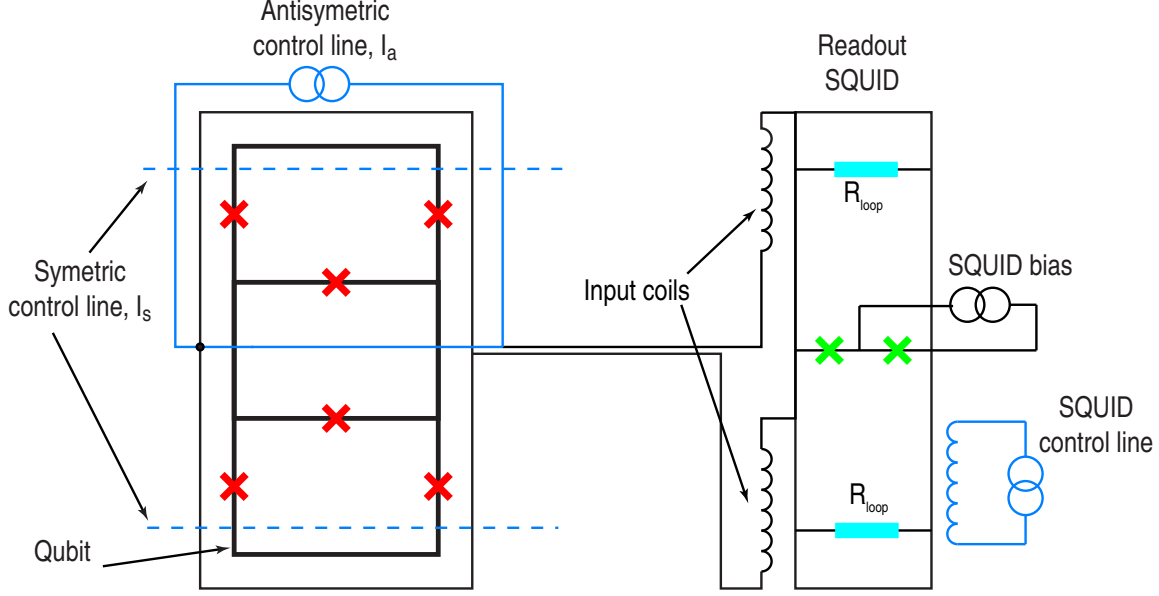 Antisymetric
control line, Ia
Readout
SQUID
Rloop
SQUID bias
Symetric
control line, Is
Input coils
SQUID
control line
Rloop
Qubit